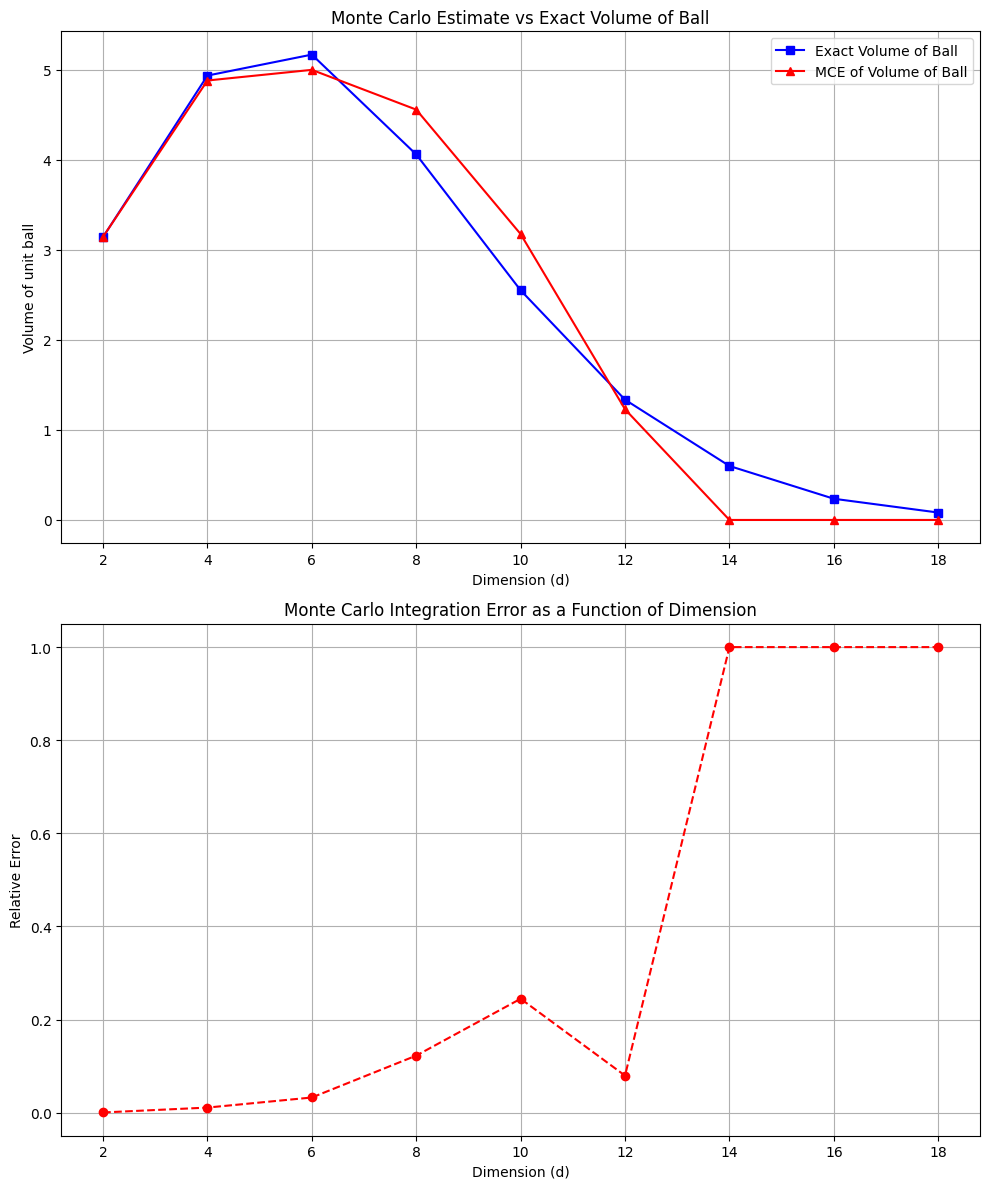 Monte Carlo Estimate vs Exact Volume of Ball
Exact Volume of Ball
MCE of Volume of Ball
Volume of unit ball
5
4
3
2
1
0
2 4 6 8 10 12 14 16 18
Dimension (d)
Monte Carlo Integration Error as a Function of Dimension
Relative Error
1.0
0.8
0.6
0.4
0.2
0.0
2 4 6 8 10 12 14 16 18
Dimension (d)